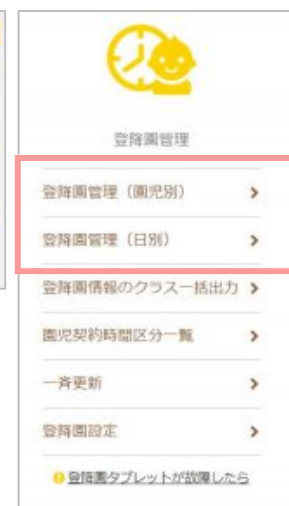 登降園管理
登降園管理（園児別）
登降園管理（日別）
登降園情報のクラス一括出力
園児契約時間区分一覧
一斉更新
登降園設定
登降園タブレットが故障したら